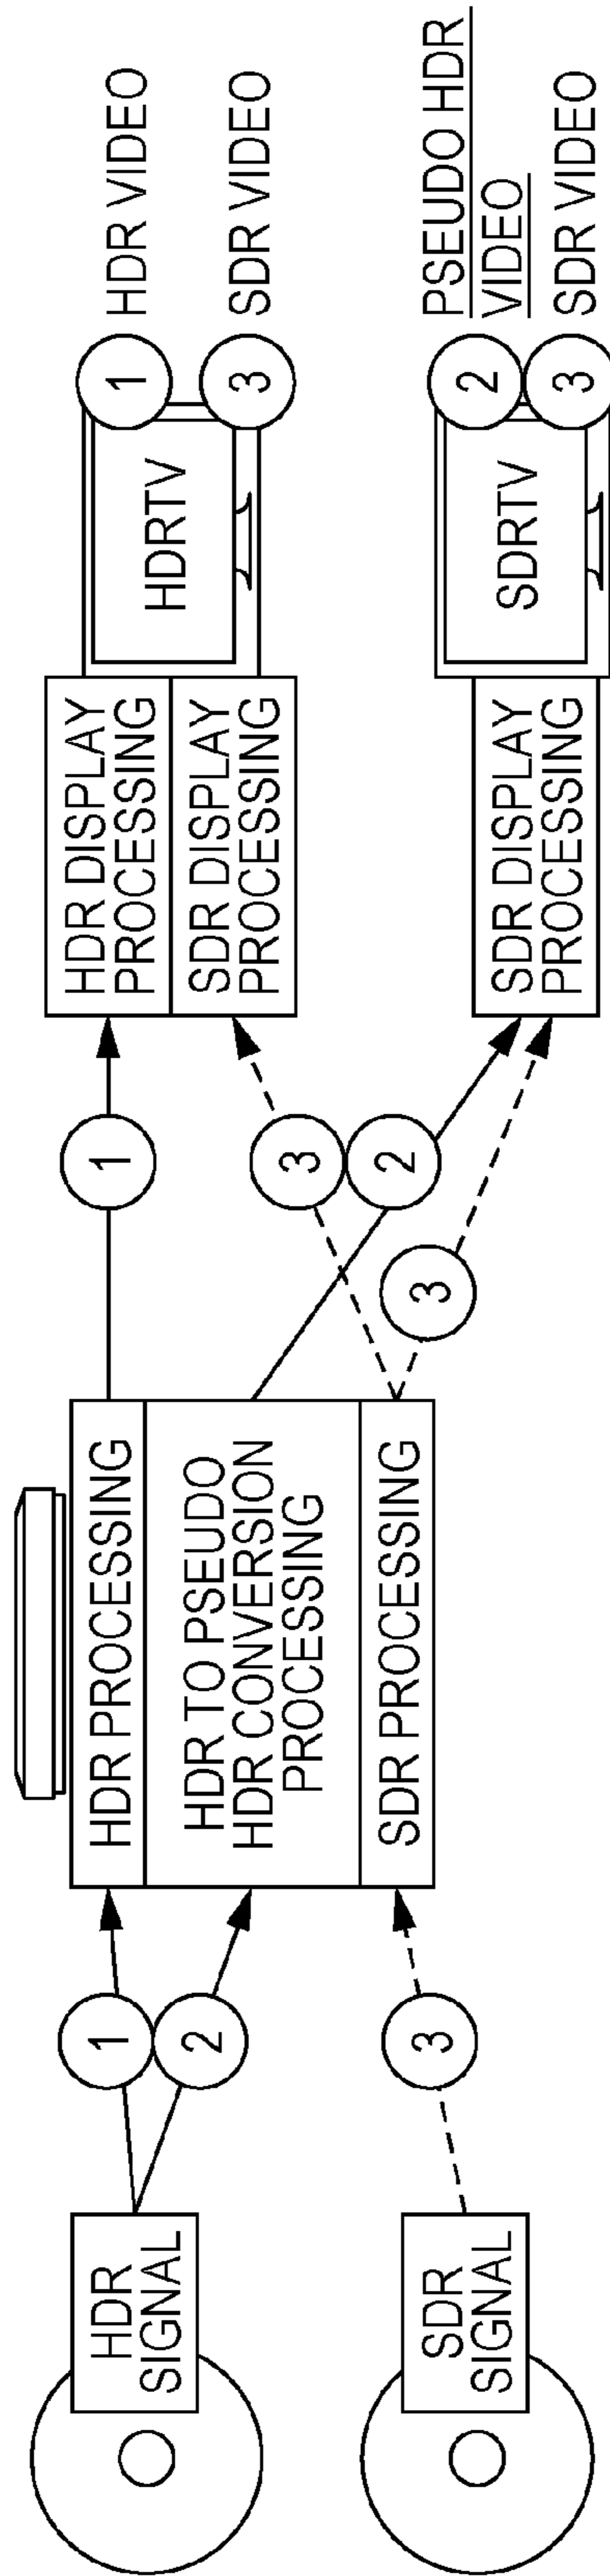 HDR
SIGNAL
SDR
SIGNAL
1
2
3
HDR PROCESSING
HDR TO PSEUDO
HDR CONVERSION
PROCESSING
SDR PROCESSING
1
3
2
3
HDR DISPLAY
PROCESSING
SDR DISPLAY
PROCESSING
SDR DISPLAY
PROCESSING
HDRTV
SDRTV
1
HDR VIDEO
3
SDR VIDEO
2
PSEUDO HDR
VIDEO
3
SDR VIDEO